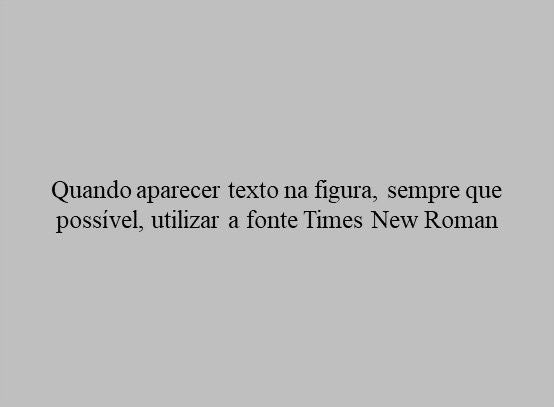 Quando aparecer texto na figura, sempre que
possível, utilizar a fonte Times New Roman